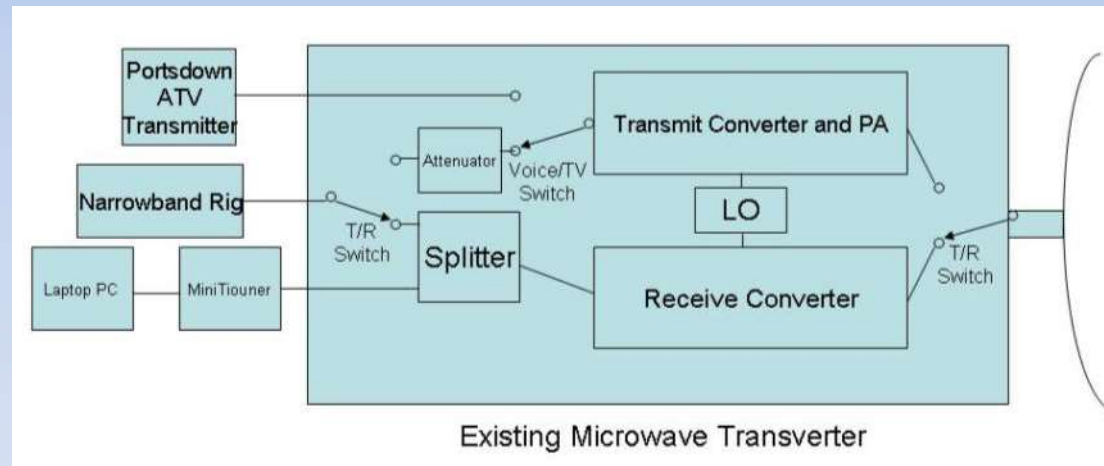 Portsdown
ATV
Transmitter
Transmit Converter and PA
Attenuator
Voice/TV
Switch
Narrowband Rig
LO
T/R
Switch
Splitter
T/R
Switch
Laptop PC
MiniTiouner
Receive Converter
Existing Microwave Transverter